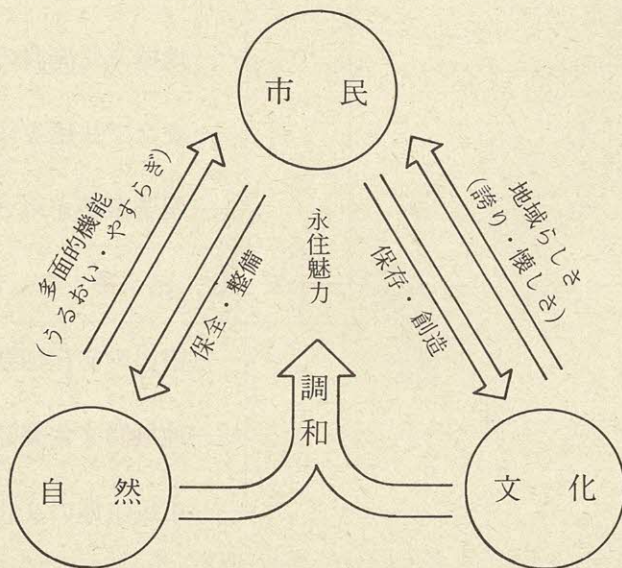 市民
多面的機能
(うるおい・やすらぎ)
保全・整備
永住魅力
保存・創造
地域らしさ
(誇り・懐しさ)
調和
自然
文化